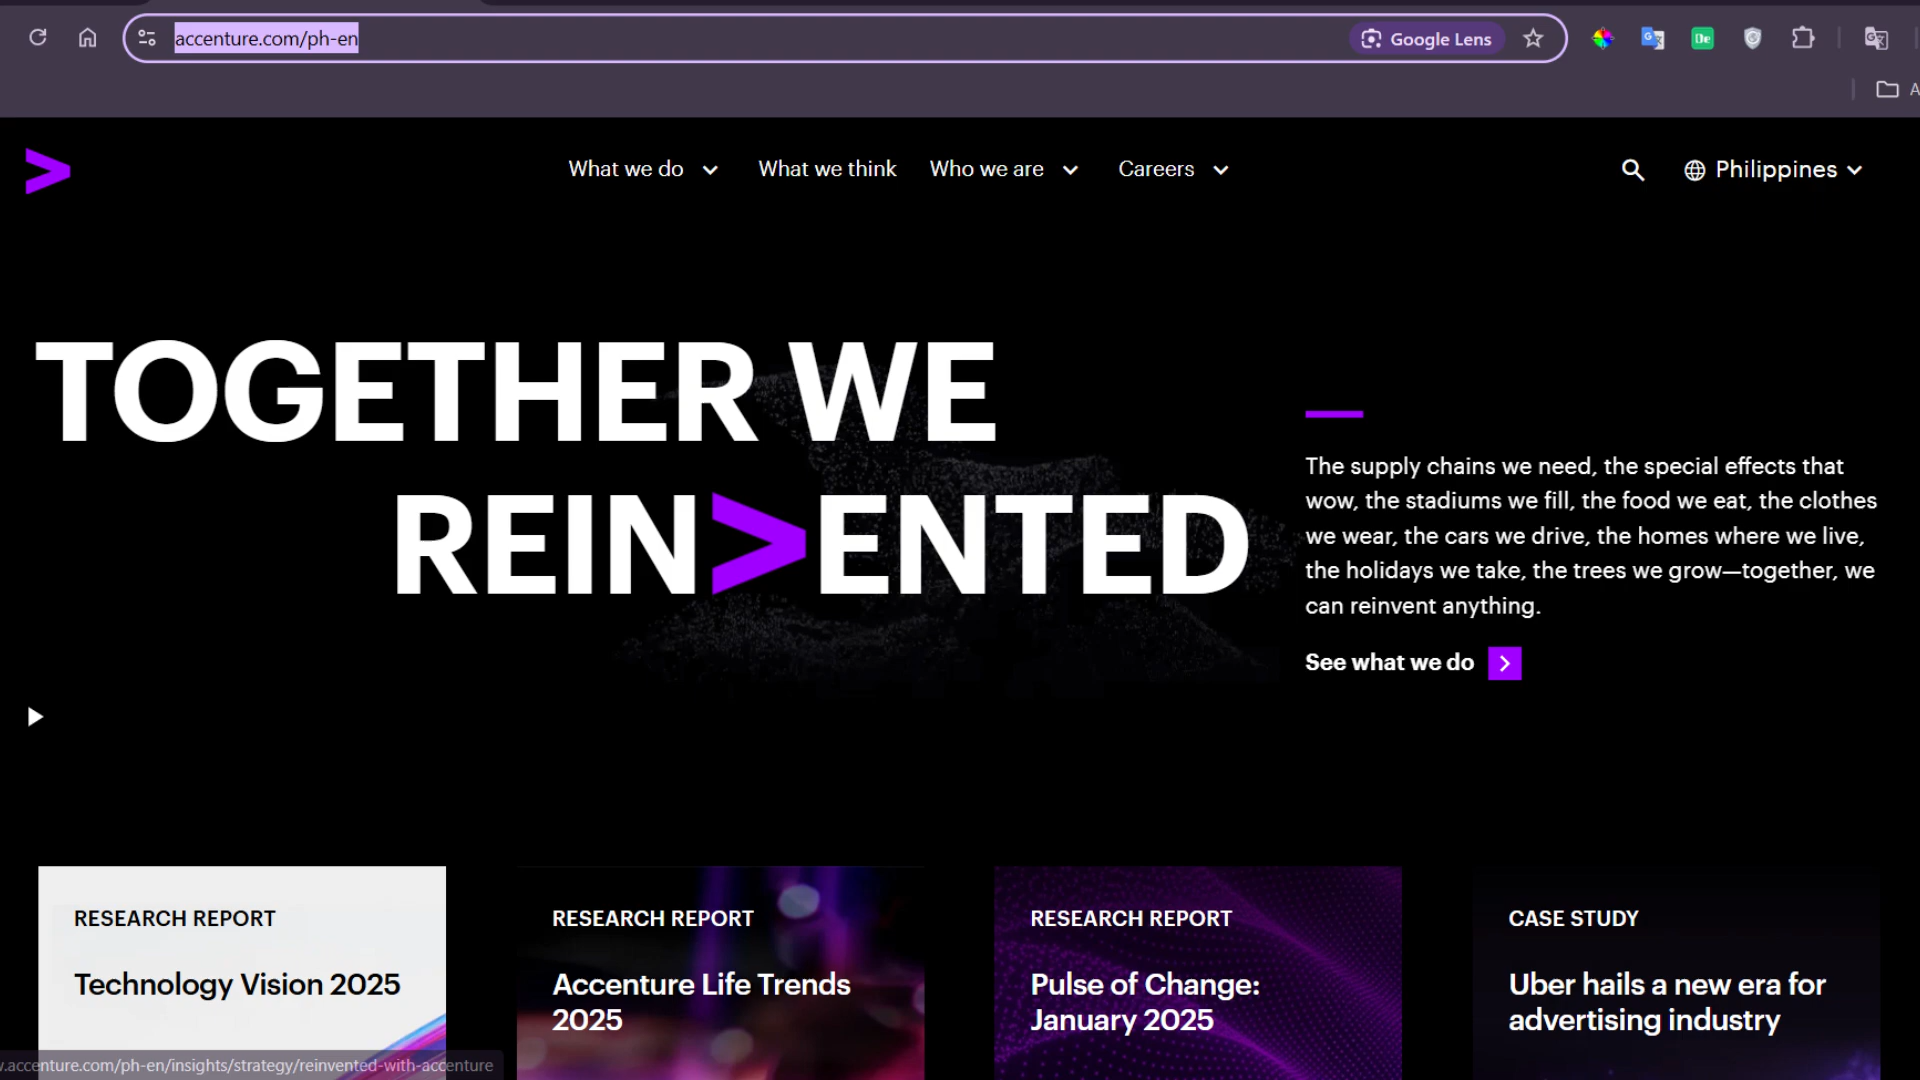 accenture.com/ph-en
Google Lens
De
A
What we do
What we think
Who we are
Careers
Philippines
TOGETHER WE
REIN>ENTED
The supply chains we need, the special effects that
wow, the stadiums we fill, the food we eat, the clothes
we wear, the cars we drive, the homes where we live,
the holidays we take, the trees we grow—together, we
can reinvent anything.
See what we do
RESEARCH REPORT
Technology Vision 2025
RESEARCH REPORT
Accenture Life Trends
2025
RESEARCH REPORT
Pulse of Change:
January 2025
CASE STUDY
Uber hails a new era for
advertising industry
.accenture.com/ph-en/insights/strategy/reinvented-with-accenture